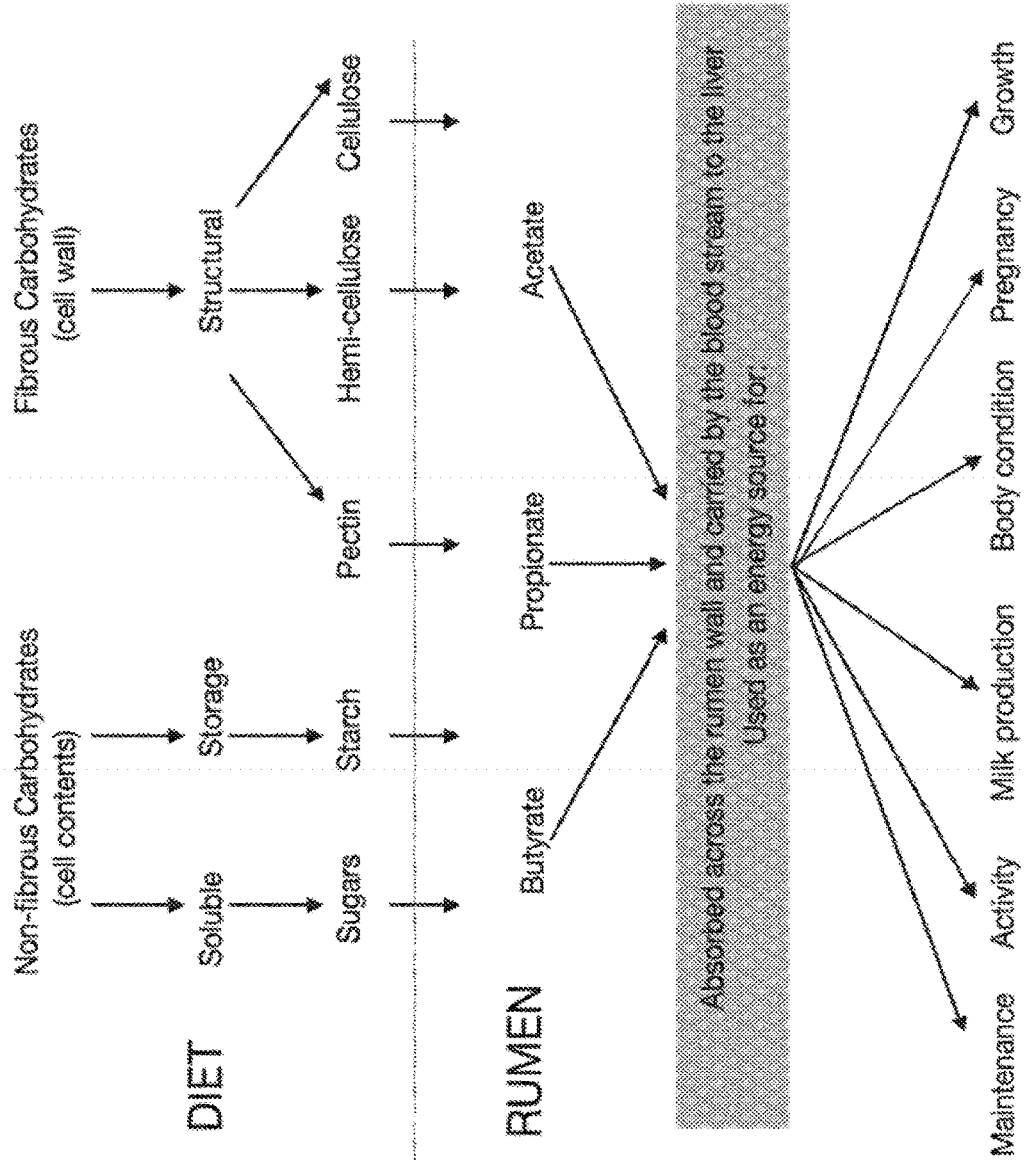 Non-fibrous Carbohydrates
(cell contents)
Fibrous Carbohydrates
(cell wall)
DIET
Soluble
Storage
Structural
Sugars
Starch
Pectin
Hemi-cellulose
Cellulose
RUMEN
Butyrate
Propionate
Acetate
Absorbed across the rumen wall and carried by the blood stream to the liver
Used as an energy source for:
Maintenance
Activity
Milk production
Body condition
Pregnancy
Growth